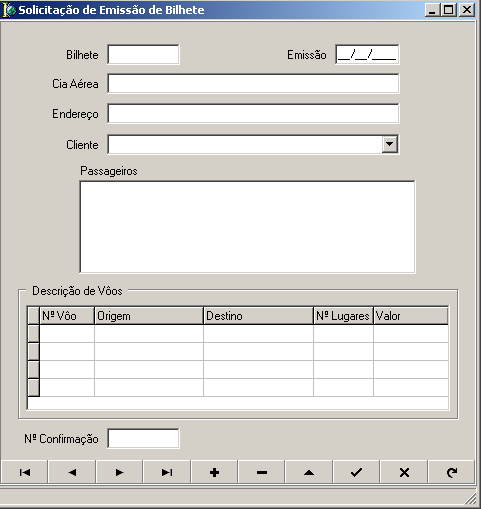 Solicitação de Emissão de Bilhete
Bilhete Emissão __/__/____
Cia Aérea
Endereço
Cliente
Passageiros
Descrição de Vôos
Nº Vôo Origem Destino Nº Lugares Valor
Nº Confirmação